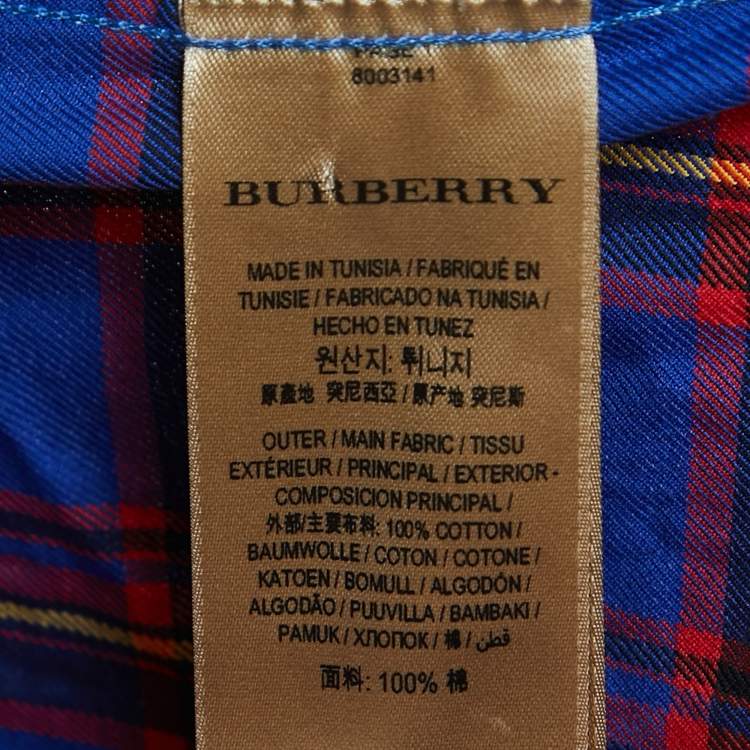 8003141
BURBERRY
MADE IN TUNISIA / FABRIQUÉ EN
TUNISIE / FABRICADO NA TUNISIA /
HECHO EN TUNEZ
원산지: 튀니지
原產地 突尼西亞 / 原产地 突尼斯
OUTER / MAIN FABRIC / TISSU
EXTÉRIEUR / PRINCIPAL / EXTERIOR -
COMPOSICION PRINCIPAL /
外部/主要布料: 100% COTTON /
BAUMWOLLE / COTON / COTONE /
KATOEN / BOMULL / ALGODÓN /
ALGODÃO / PUUVILLA / BAMBAKI /
PAMUK / ХЛОПОК / 棉 / قطن
面料: 100% 棉